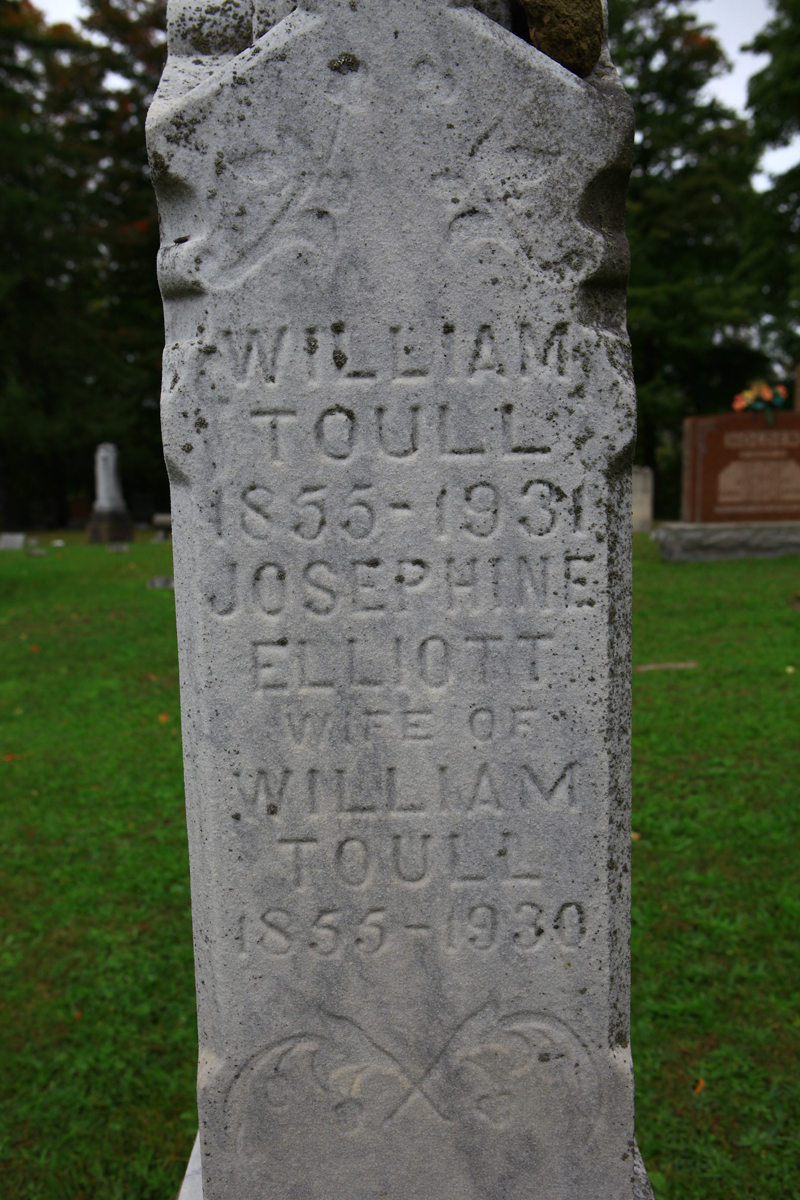 WILLIAM
TOULL
1855-1931
JOSEPHINE
ELLIOTT
WIFE OF
WILLIAM
TOULL
1855-1930